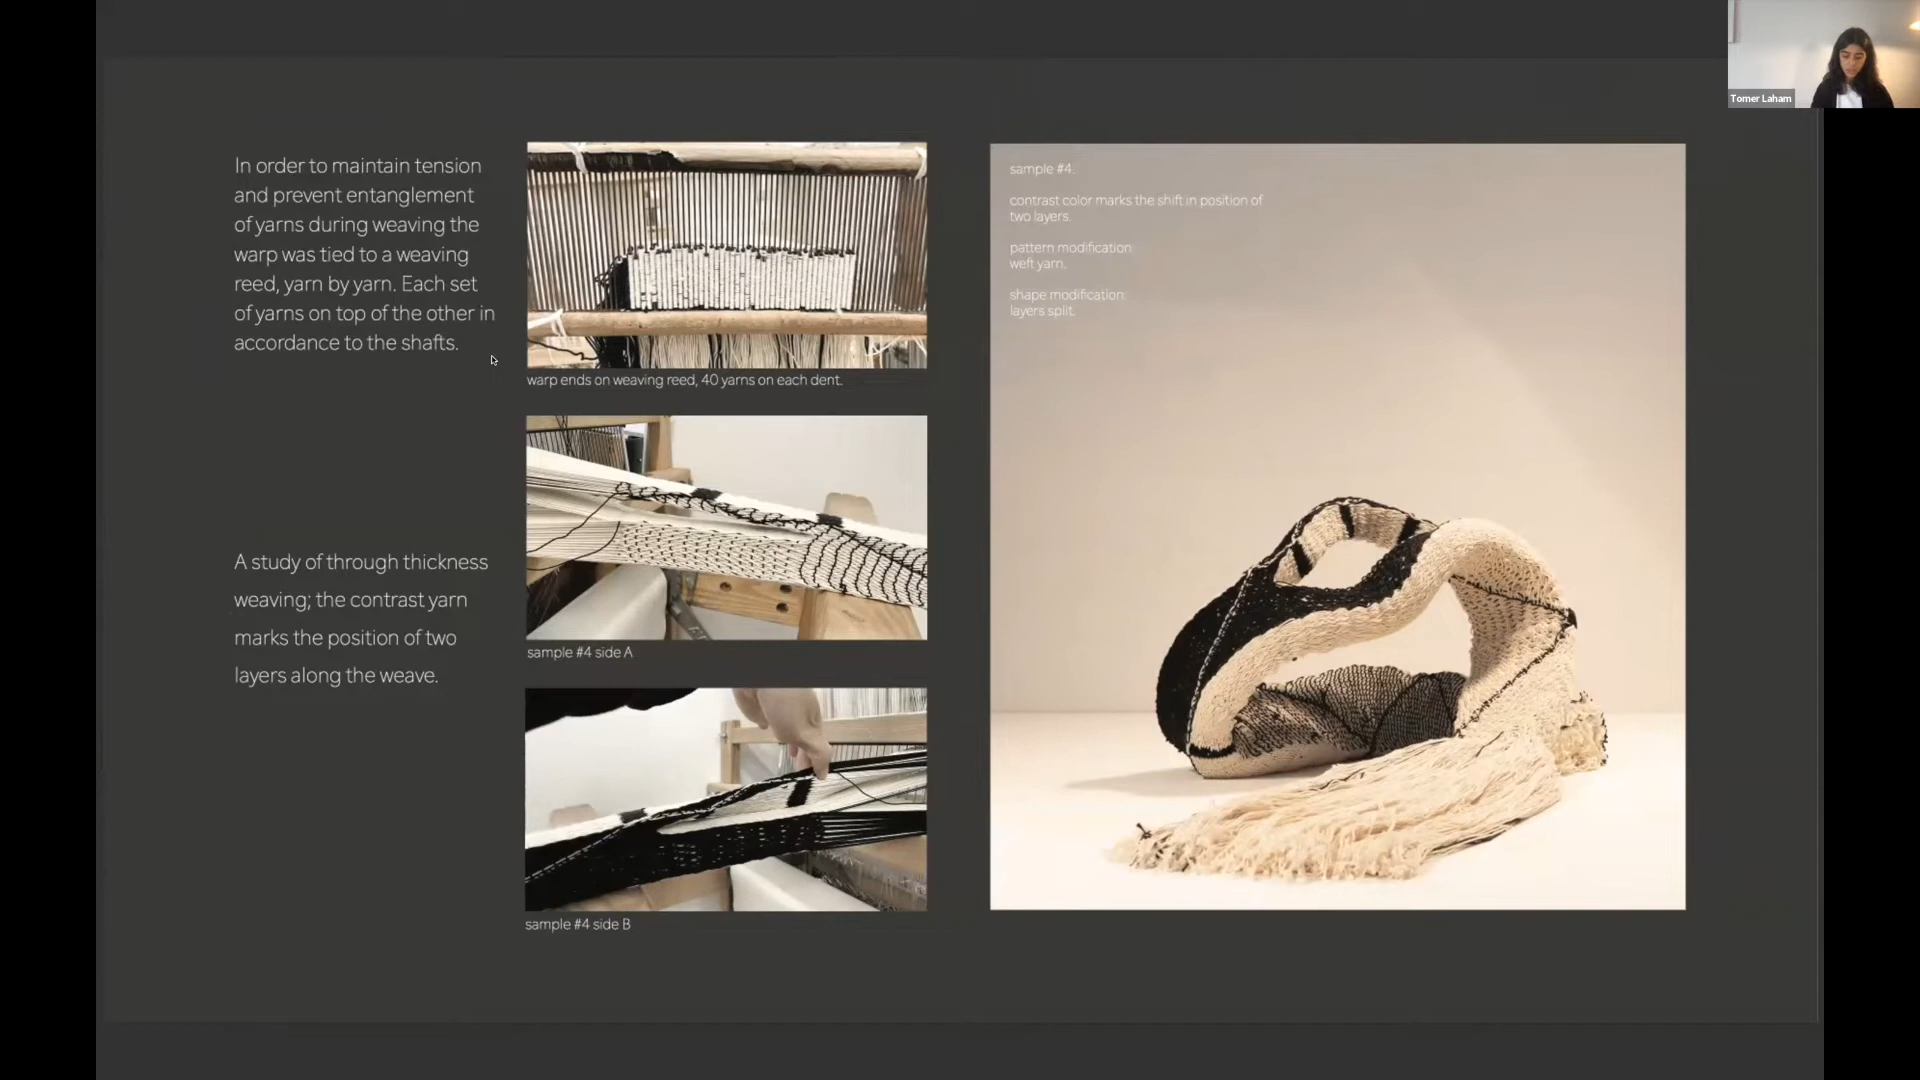 In order to maintain tension
and prevent entanglement
of yarns during weaving the
warp was tied to a weaving
reed, yarn by yarn. Each set
of yarns on top of the other in
accordance to the shafts.
A study of through thickness
weaving; the contrast yarn
marks the position of two
layers along the weave.
warp ends on weaving reed, 40 yarns on each dent.
sample #4 side A
sample #4 side B
sample #4.
contrast color marks the shift in position of
two layers.
pattern modification
weft yarn.
shape modification:
layers split.
Tomer Laham